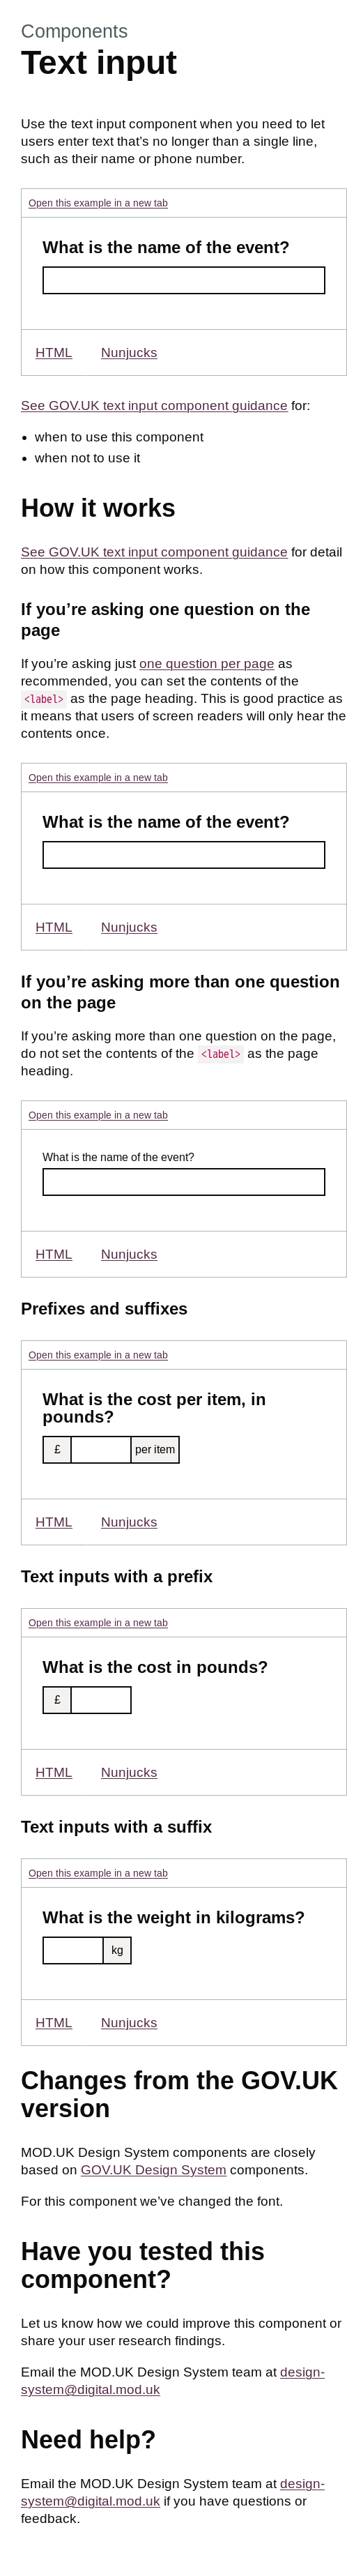 Components
Text input
Use the text input component when you need to let
users enter text that’s no longer than a single line,
such as their name or phone number.
Open this example in a new tab
What is the name of the event?
HTML Nunjucks
See GOV.UK text input component guidance for:
• when to use this component
• when not to use it
How it works
See GOV.UK text input component guidance for detail
on how this component works.
If you’re asking one question on the
page
If you’re asking just one question per page as
recommended, you can set the contents of the
<label> as the page heading. This is good practice as
it means that users of screen readers will only hear the
contents once.
Open this example in a new tab
What is the name of the event?
HTML Nunjucks
If you’re asking more than one question
on the page
If you’re asking more than one question on the page,
do not set the contents of the <label> as the page
heading.
Open this example in a new tab
What is the name of the event?
HTML Nunjucks
Prefixes and suffixes
Open this example in a new tab
What is the cost per item, in
pounds?
£ per item
HTML Nunjucks
Text inputs with a prefix
Open this example in a new tab
What is the cost in pounds?
£
HTML Nunjucks
Text inputs with a suffix
Open this example in a new tab
What is the weight in kilograms?
kg
HTML Nunjucks
Changes from the GOV.UK
version
MOD.UK Design System components are closely
based on GOV.UK Design System components.
For this component we’ve changed the font.
Have you tested this
component?
Let us know how we could improve this component or
share your user research findings.
Email the MOD.UK Design System team at design-
system@digital.mod.uk
Need help?
Email the MOD.UK Design System team at design-
system@digital.mod.uk if you have questions or
feedback.